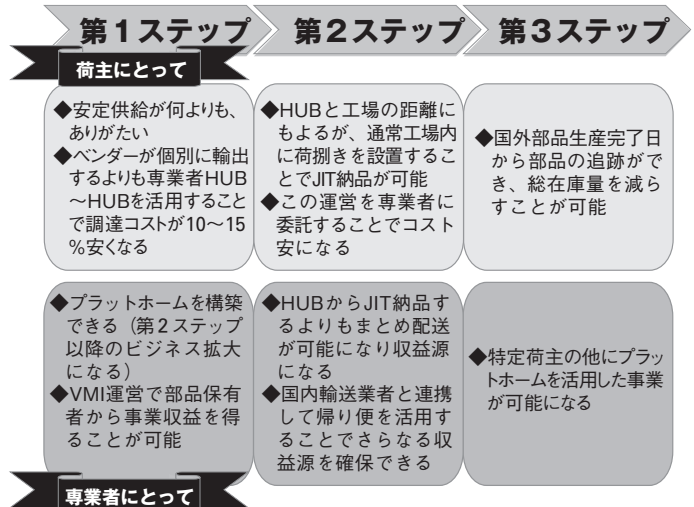 第1ステップ
第2ステップ
第3ステップ
荷主にとって
◆安定供給が何よりも、
ありがたい
◆ベンダーが個別に輸出
するよりも専業者HUB
～HUBを活用すること
で調達コストが10～15
%安くなる
◆HUBと工場の距離に
もよるが、通常工場内
に荷捌きを設置するこ
とでJIT納品が可能
◆この運営を専業者に
委託することでコスト
安になる
◆国外部品生産完了日
から部品の追跡がで
き、総在庫量を減ら
すことが可能
◆プラットホームを構築
できる（第2ステップ
以降のビジネス拡大
になる）
◆VMI運営で部品保有
者から事業収益を得
ることが可能
◆HUBからJIT納品す
るよりもまとめ配送
が可能になり収益源
になる
◆国内輸送業者と連携
して帰り便を活用す
ることでさらなる収
益源を確保できる
◆特定荷主の他にプラッ
トホームを活用した事業
が可能になる
専業者にとって